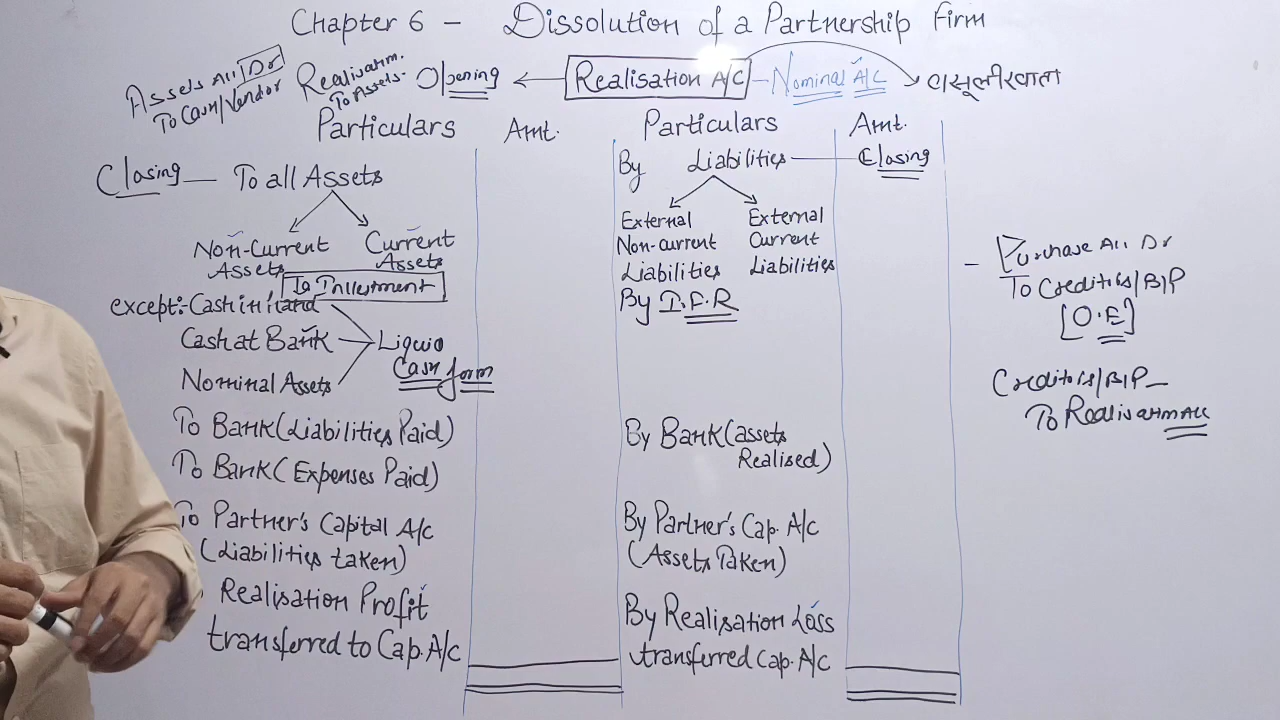 Chapter 6 - Dissolution of a Partnership Firm
Assets A/c Dr
To Cash/Vendor
Realisatn.
To Assets.
Opening ← Realisation A/C - Nominal A/C
वसूली खाता
Particulars Amt. Particulars Amt.
Closing — To all Assets
Non-Current Assets
Current Assets
To Investment
except:- Cash in Hand
Cash at Bank
Nominal Assets
Liquid
Cash form
To Bank (Liabilities Paid)
To Bank (Expenses Paid)
To Partner's Capital A/c
(Liabilities taken)
Realisation Profit
transferred to Cap. A/C
By Liabilities — Closing
External Non-current Liabilities
External Current Liabilities
By I.F.R
By Bank (assets
Realised)
By Partner's Cap. A/c
(Assets Taken)
By Realisation Loss
transferred Cap. A/C
- Purchase A/c Dr
To Creditors/B/P
[O.E]
Creditors/B/P -
To Realisatn A/c